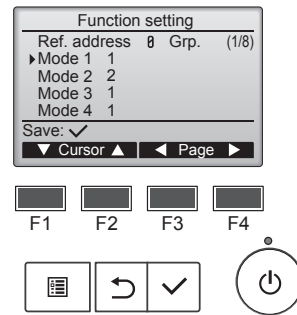 Function setting
Ref. address 0 Grp. (1/8)
Mode 1 1
Mode 2 2
Mode 3 1
Mode 4 1
Save:
Cursor Page
F1 F2 F3 F4